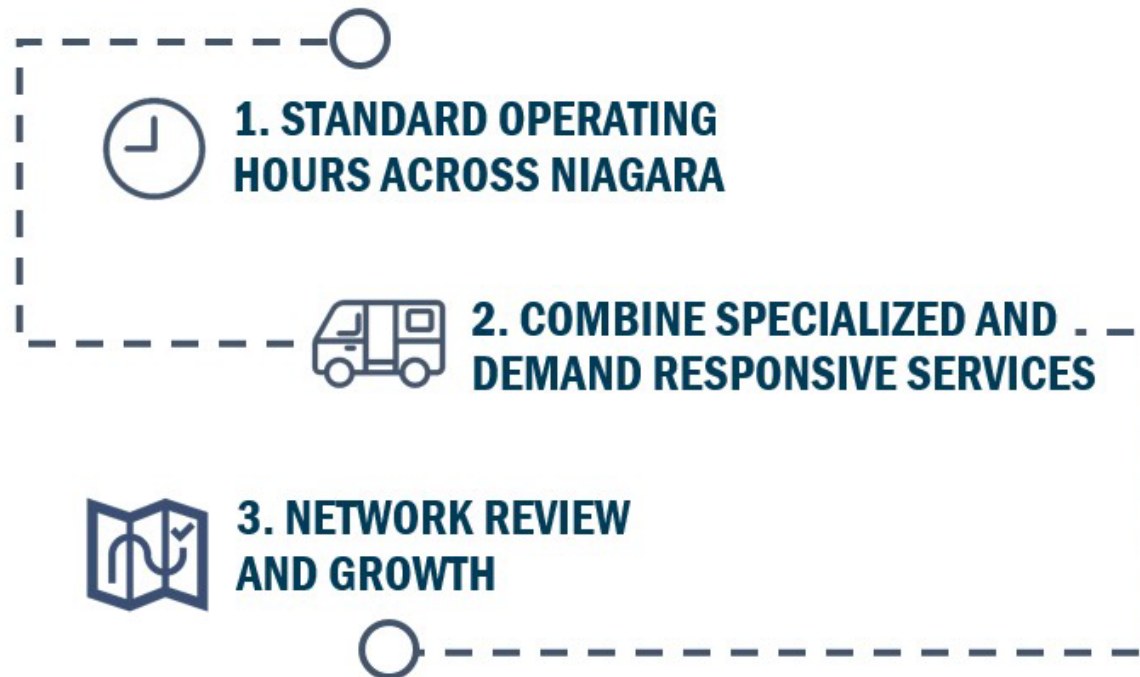 1. STANDARD OPERATING
HOURS ACROSS NIAGARA
2. COMBINE SPECIALIZED AND
DEMAND RESPONSIVE SERVICES
3. NETWORK REVIEW
AND GROWTH